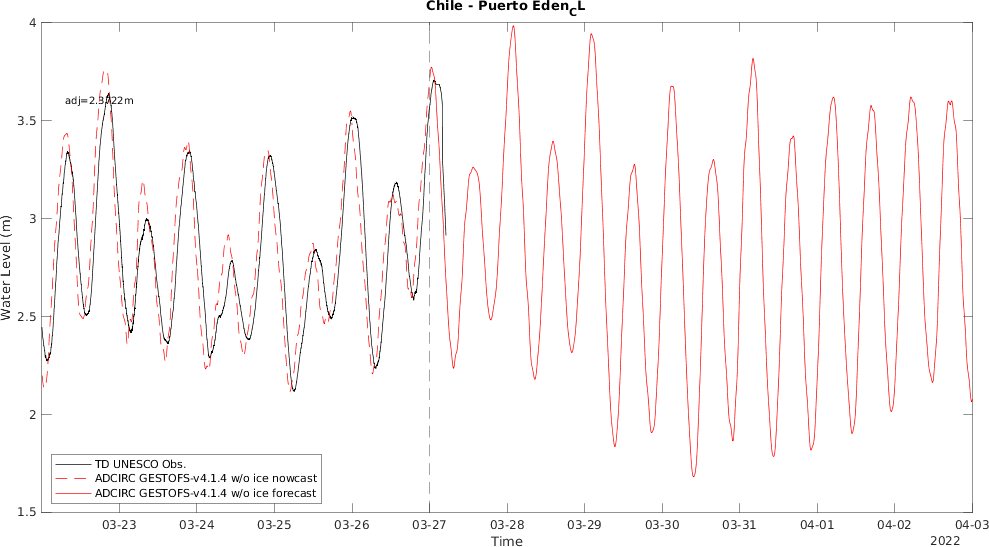 Chile - Puerto Eden_CL
4
3.5
3
2.5
2
1.5
Water Level (m)
adj=2.3722m
TD UNESCO Obs.
ADCIRC GESTOFS-v4.1.4 w/o ice nowcast
ADCIRC GESTOFS-v4.1.4 w/o ice forecast
03-23 03-24 03-25 03-26 03-27 03-28 03-29 03-30 03-31 04-01 04-02 04-03
Time
2022